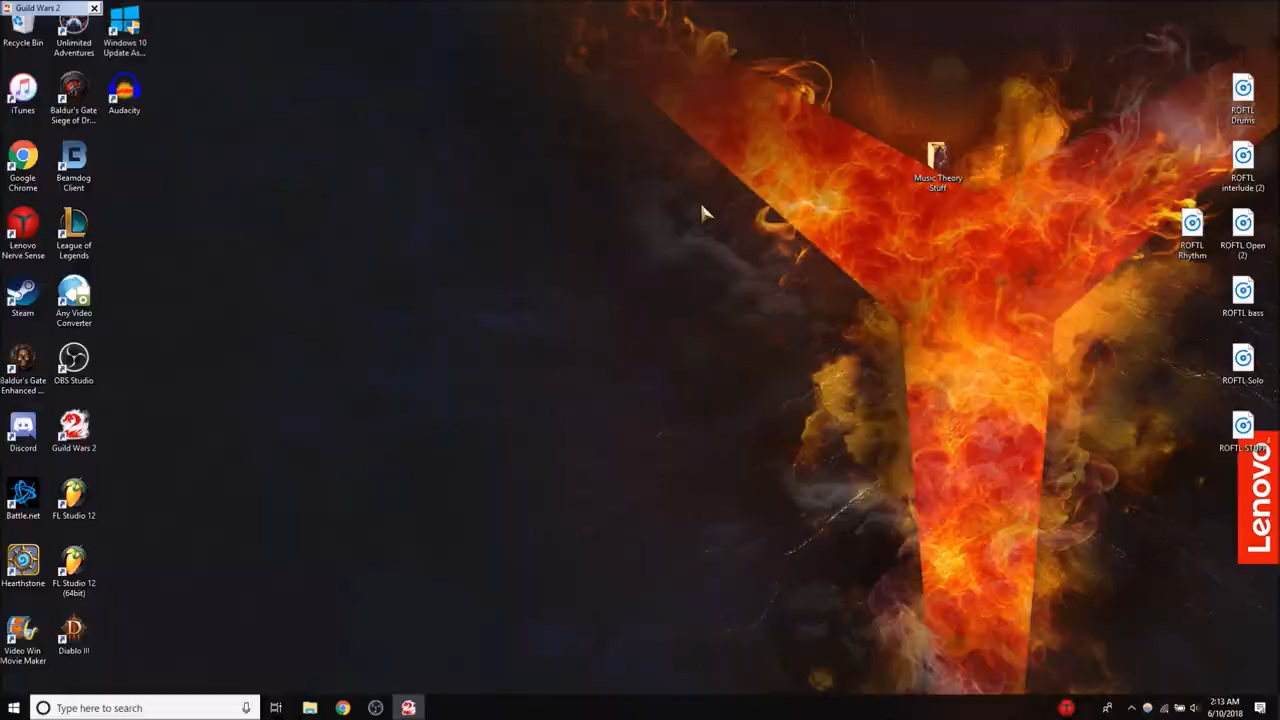 Guild Wars 2
Recycle Bin
Unlimited
Adventures
Windows 10
Update As...
iTunes
Baldur's Gate
Siege of Dr...
Audacity
Google
Chrome
Beamdog
Client
Lenovo
Nerve Sense
League of
Legends
Steam
Any Video
Converter
Baldur's Gate
Enhanced ...
OBS Studio
Discord
Guild Wars 2
Battle.net
FL Studio 12
Hearthstone
FL Studio 12
(64bit)
Video Win
Movie Maker
Diablo III
Music Theory
Stuff
ROFTL
Drums
ROFTL
interlude (2)
ROFTL
Rhythm
ROFTL Open
(2)
ROFTL bass
ROFTL Solo
ROFTL STUFF
Lenovo
Type here to search
2:13 AM
6/10/2018